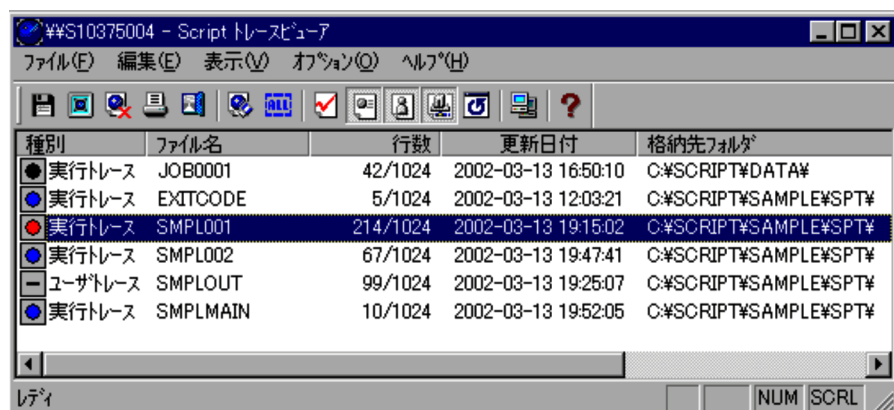 ¥¥S10375004 - Script ﾄﾚｰｽﾋﾞｭｰｱ
ﾌｧｲﾙ(F) 編集(E) 表示(V) ｵﾌﾟｼｮﾝ(O) ﾍﾙﾌﾟ(H)
ALL
種別 ﾌｧｲﾙ名 行数 更新日付 格納先ﾌｫﾙﾀﾞ
実行ﾄﾚｰｽ JOB0001 42/1024 2002-03-13 16:50:10 C:¥SCRIPT¥DATA¥
実行ﾄﾚｰｽ EXITCODE 5/1024 2002-03-13 12:03:21 C:¥SCRIPT¥SAMPLE¥SPT¥
実行ﾄﾚｰｽ SMPL001 214/1024 2002-03-13 19:15:02 C:¥SCRIPT¥SAMPLE¥SPT¥
実行ﾄﾚｰｽ SMPL002 67/1024 2002-03-13 19:47:41 C:¥SCRIPT¥SAMPLE¥SPT¥
ﾕｰｻﾞﾄﾚｰｽ SMPLOUT 99/1024 2002-03-13 19:25:07 C:¥SCRIPT¥SAMPLE¥SPT¥
実行ﾄﾚｰｽ SMPLMAIN 10/1024 2002-03-13 19:52:05 C:¥SCRIPT¥SAMPLE¥SPT¥
ﾚﾃﾞｨ NUM SCRL